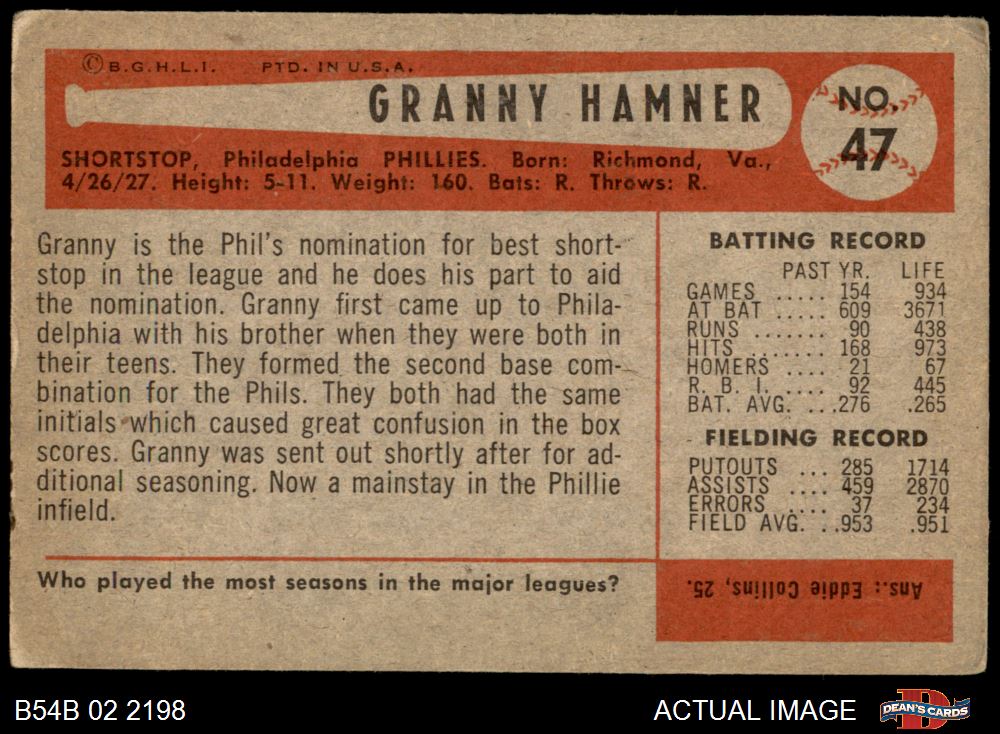 © B.G.H.L.I. PTD. IN U.S.A.
GRANNY HAMNER
NO.
47
SHORTSTOP, Philadelphia PHILLIES. Born: Richmond, Va.,
4/26/27. Height: 5-11. Weight: 160. Bats: R. Throws: R.
Granny is the Phil's nomination for best short-
stop in the league and he does his part to aid
the nomination. Granny first came up to Phila-
delphia with his brother when they were both in
their teens. They formed the second base com-
bination for the Phils. They both had the same
initials which caused great confusion in the box
scores. Granny was sent out shortly after for ad-
ditional seasoning. Now a mainstay in the Phillie
infield.
BATTING RECORD
PAST YR. LIFE
GAMES ..... 154 934
AT BAT ..... 609 3671
RUNS ....... 90 438
HITS ........ 168 973
HOMERS .... 21 67
R. B. I. .... 92 445
BAT. AVG. ...276 .265
FIELDING RECORD
PUTOUTS ... 285 1714
ASSISTS .... 459 2870
ERRORS .... 37 234
FIELD AVG. ..953 .951
Who played the most seasons in the major leagues?
Ans.: Eddie Collins, 25.
B54B 02 2198
ACTUAL IMAGE
D
DEAN'S CARDS